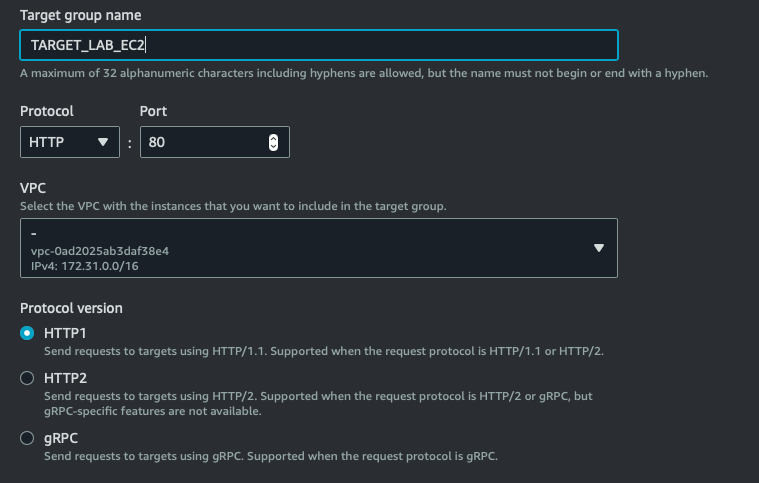 Target group name
TARGET_LAB_EC2
A maximum of 32 alphanumeric characters including hyphens are allowed, but the name must not begin or end with a hyphen.
Protocol Port
HTTP : 80
VPC
Select the VPC with the instances that you want to include in the target group.
-
vpc-0ad2025ab3daf38e4
IPv4: 172.31.0.0/16
Protocol version
HTTP1
Send requests to targets using HTTP/1.1. Supported when the request protocol is HTTP/1.1 or HTTP/2.
HTTP2
Send requests to targets using HTTP/2. Supported when the request protocol is HTTP/2 or gRPC, but
gRPC-specific features are not available.
gRPC
Send requests to targets using gRPC. Supported when the request protocol is gRPC.